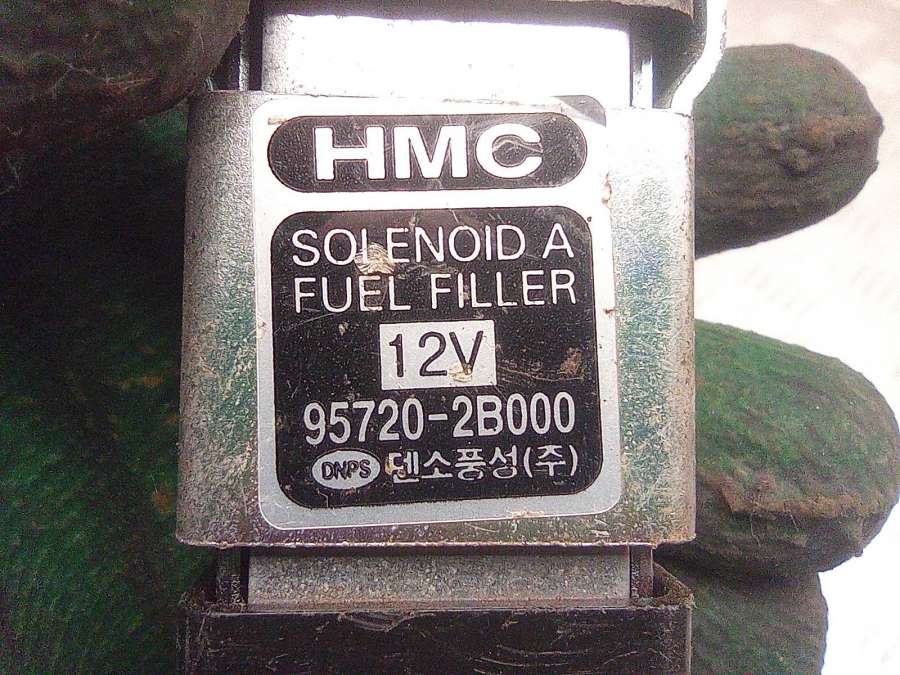 HMC
SOLENOID A
FUEL FILLER
12V
95720-2B000
DNPS 덴소풍성(주)